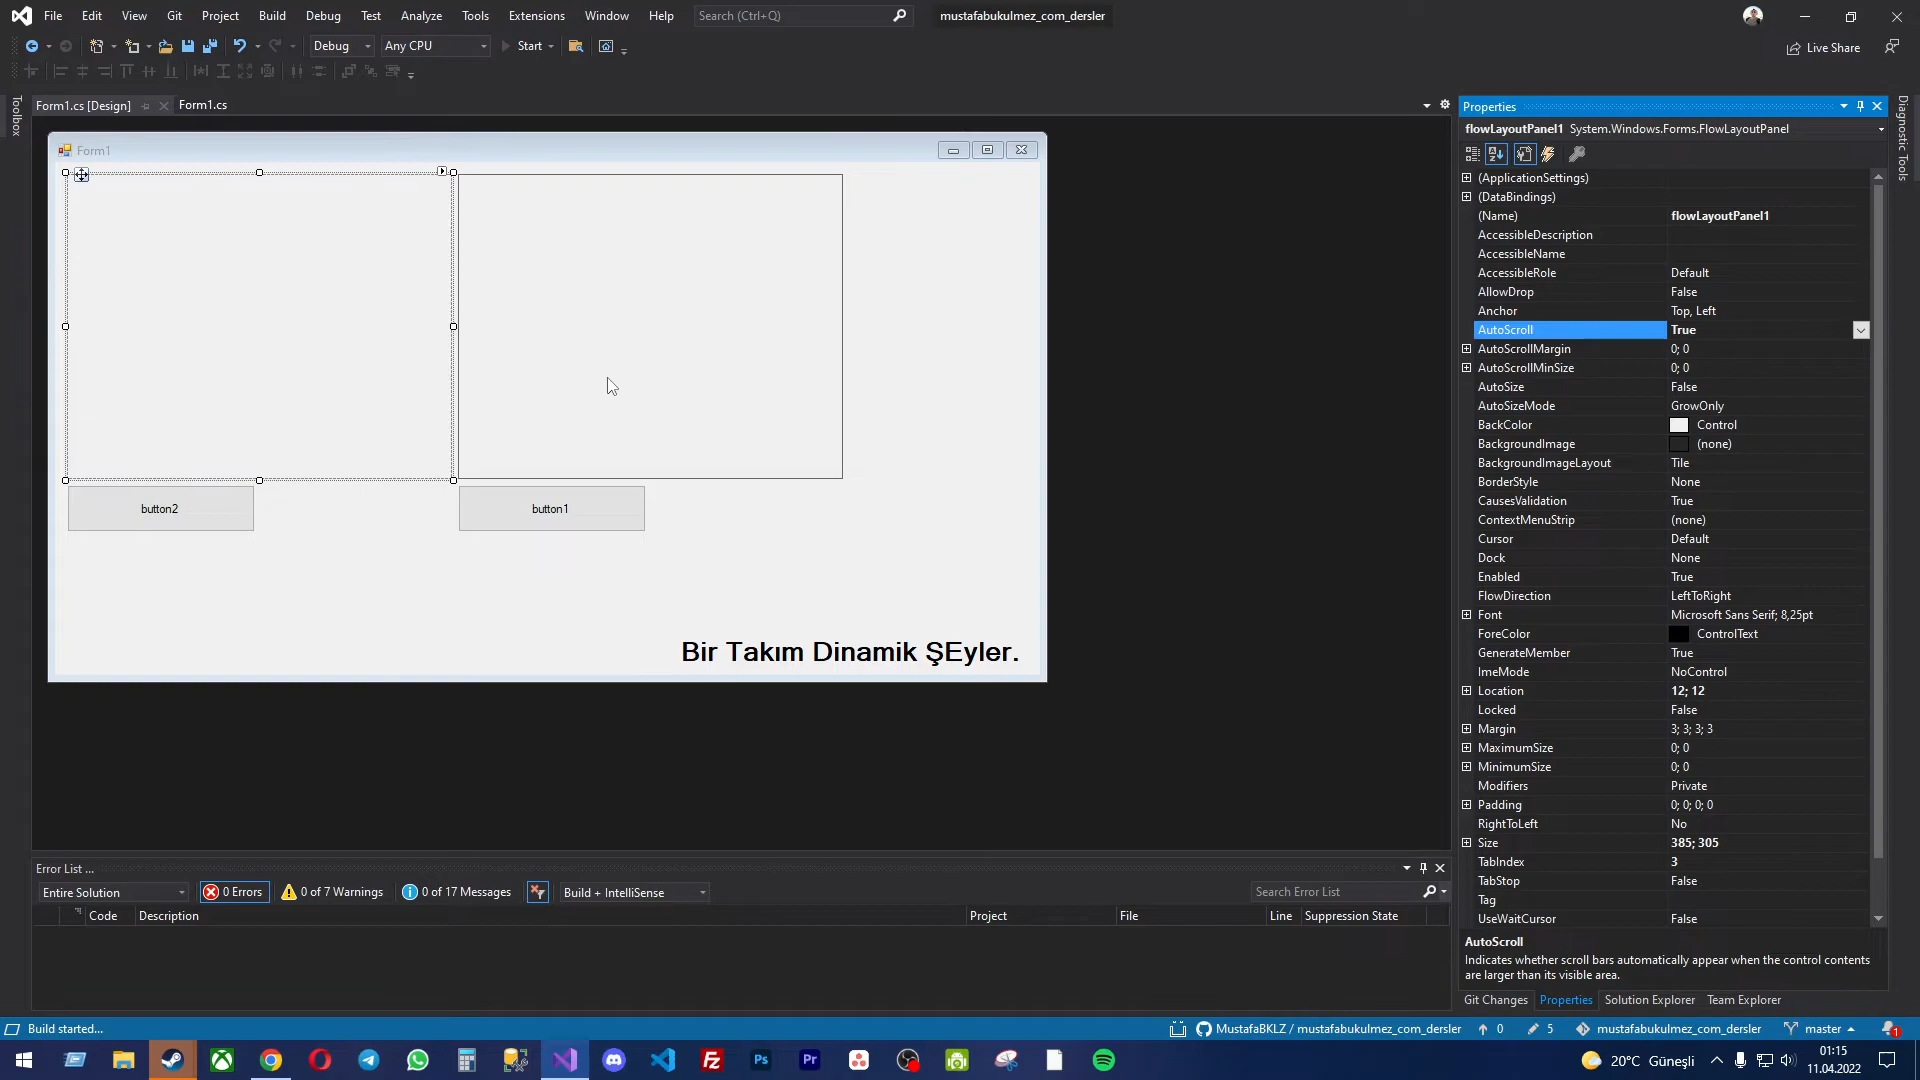 File Edit View Git Project Build Debug Test Analyze Tools Extensions Window Help Search (Ctrl+Q) mustafabukulmez_com_dersler
Debug Any CPU Start Live Share
Toolbox
Form1.cs [Design] Form1.cs
Form1
button2 button1
Bir Takım Dinamik ŞEyler.
Properties
flowLayoutPanel1 System.Windows.Forms.FlowLayoutPanel
(ApplicationSettings)
(DataBindings)
(Name) flowLayoutPanel1
AccessibleDescription
AccessibleName
AccessibleRole Default
AllowDrop False
Anchor Top, Left
AutoScroll True
AutoScrollMargin 0; 0
AutoScrollMinSize 0; 0
AutoSize False
AutoSizeMode GrowOnly
BackColor Control
BackgroundImage (none)
BackgroundImageLayout Tile
BorderStyle None
CausesValidation True
ContextMenuStrip (none)
Cursor Default
Dock None
Enabled True
FlowDirection LeftToRight
Font Microsoft Sans Serif; 8,25pt
ForeColor ControlText
GenerateMember True
ImeMode NoControl
Location 12; 12
Locked False
Margin 3; 3; 3; 3
MaximumSize 0; 0
MinimumSize 0; 0
Modifiers Private
Padding 0; 0; 0; 0
RightToLeft No
Size 385; 305
TabIndex 3
TabStop False
Tag
UseWaitCursor False
AutoScroll
Indicates whether scroll bars automatically appear when the control contents
are larger than its visible area.
Git Changes Properties Solution Explorer Team Explorer
Diagnostic Tools
Error List ...
Entire Solution 0 Errors 0 of 7 Warnings 0 of 17 Messages Build + IntelliSense Search Error List
Code Description Project File Line Suppression State
Build started... MustafaBKLZ / mustafabukulmez_com_dersler 0 5 mustafabukulmez_com_dersler master 1
Ps Pr 20°C Güneşli 01:15
11.04.2022